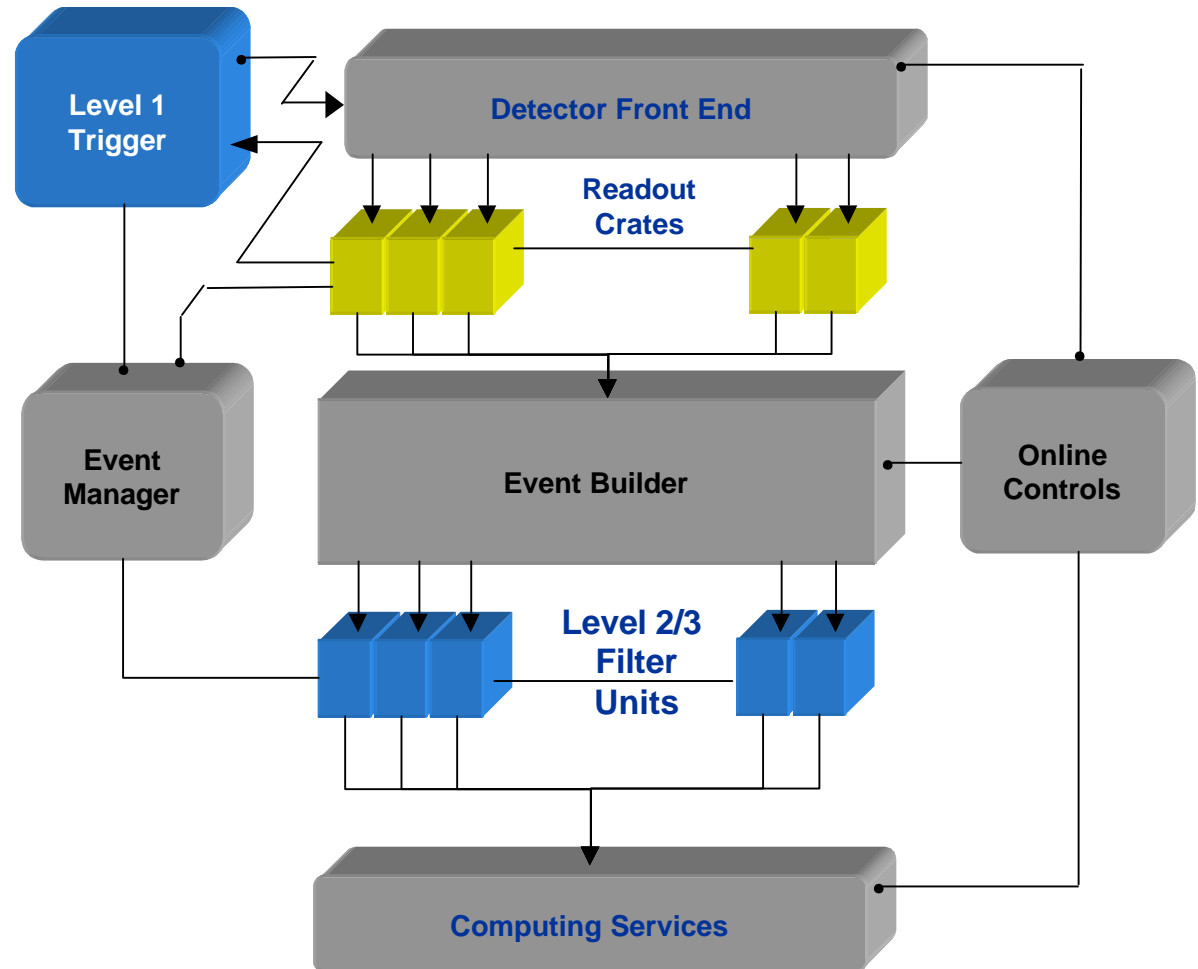 Level 1
Trigger
Detector Front End
Readout
Crates
Event
Manager
Event Builder
Online
Controls
Level 2/3
Filter
Units
Computing Services